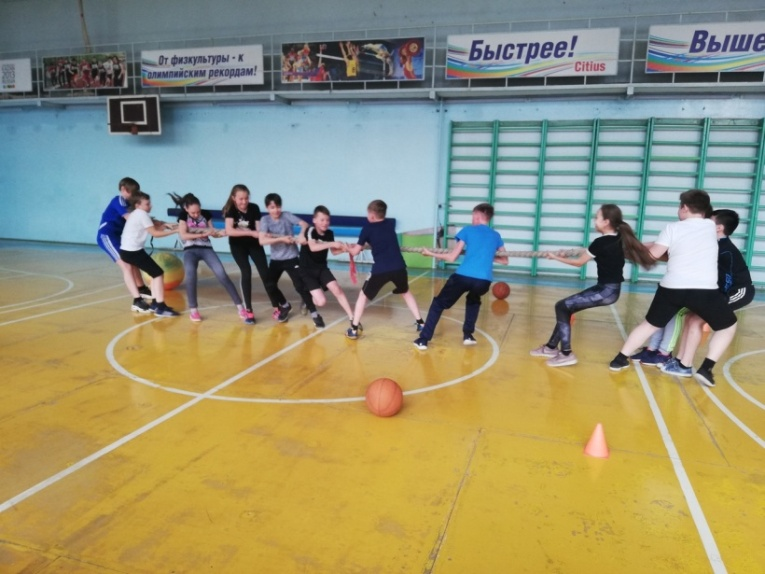 От физкультуры - к
олимпийским рекордам!
Быстрее!
Citius
Выше